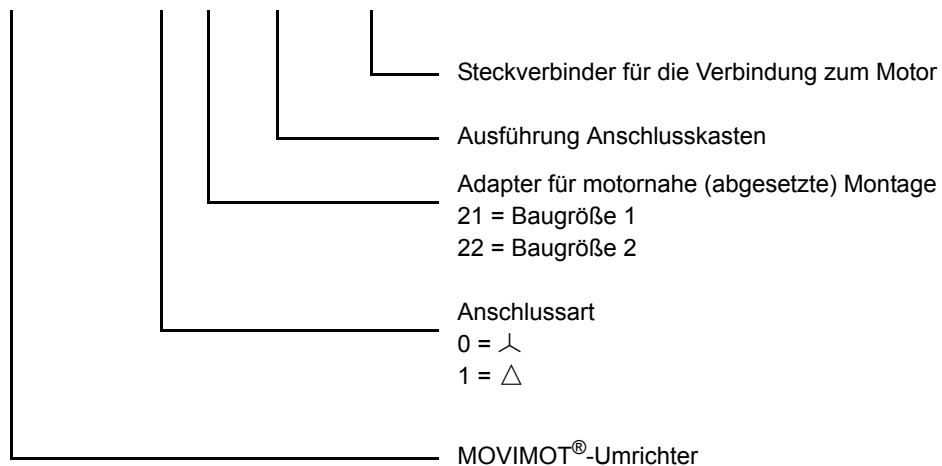 Steckverbinder für die Verbindung zum Motor
Ausführung Anschlusskasten
Adapter für motornahe (abgesetzte) Montage
21 = Baugröße 1
22 = Baugröße 2
Anschlussart
0 = ⅄
1 = △
MOVIMOT®-Umrichter